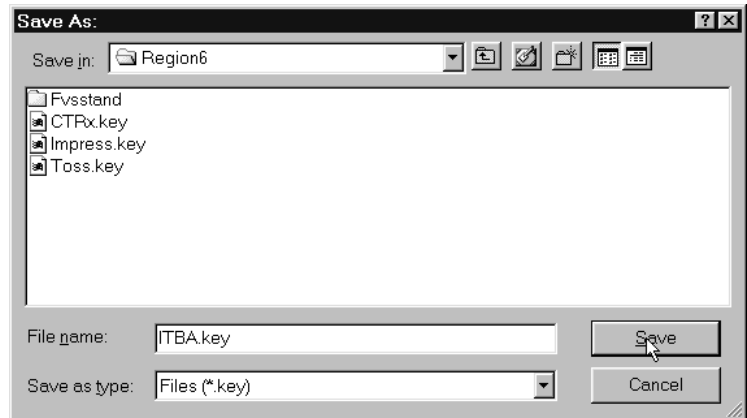 Save As:
Save in: Region6
Fvsstand
CTRx.key
Impress.key
Toss.key
File name: ITBA.key Save
Save as type: Files (*.key) Cancel